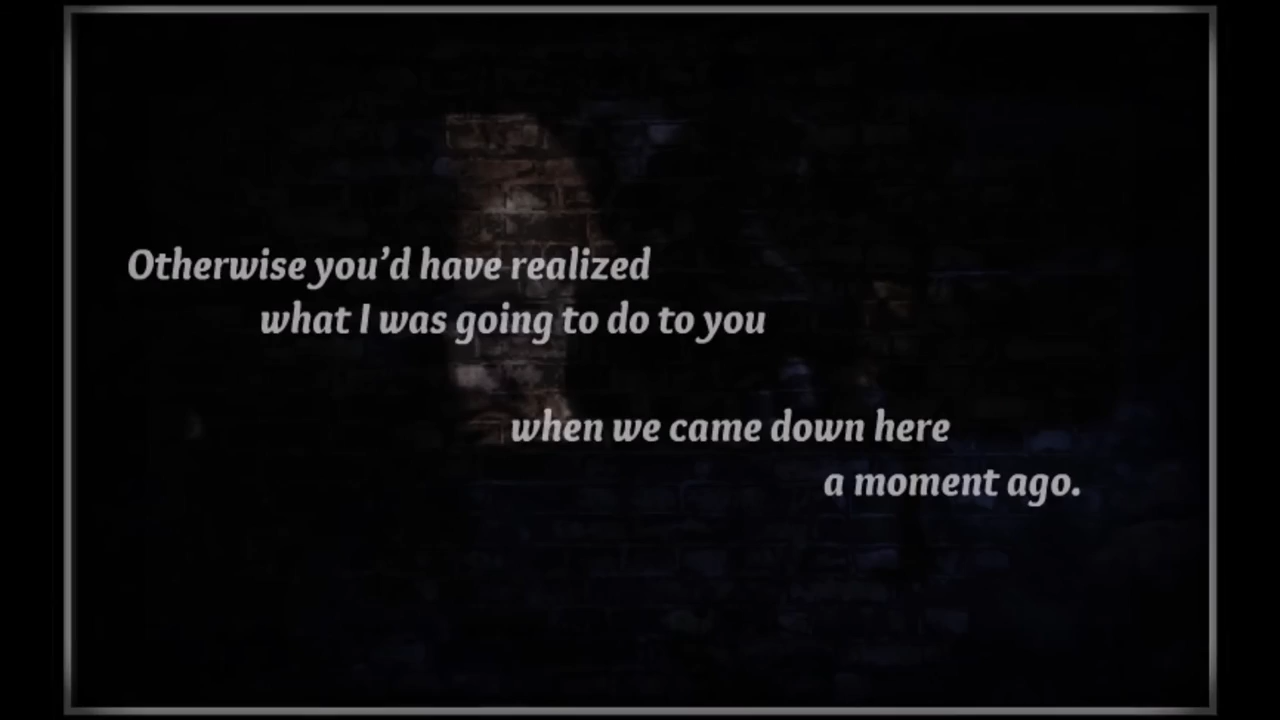 Otherwise you’d have realized
what I was going to do to you
when we came down here
a moment ago.